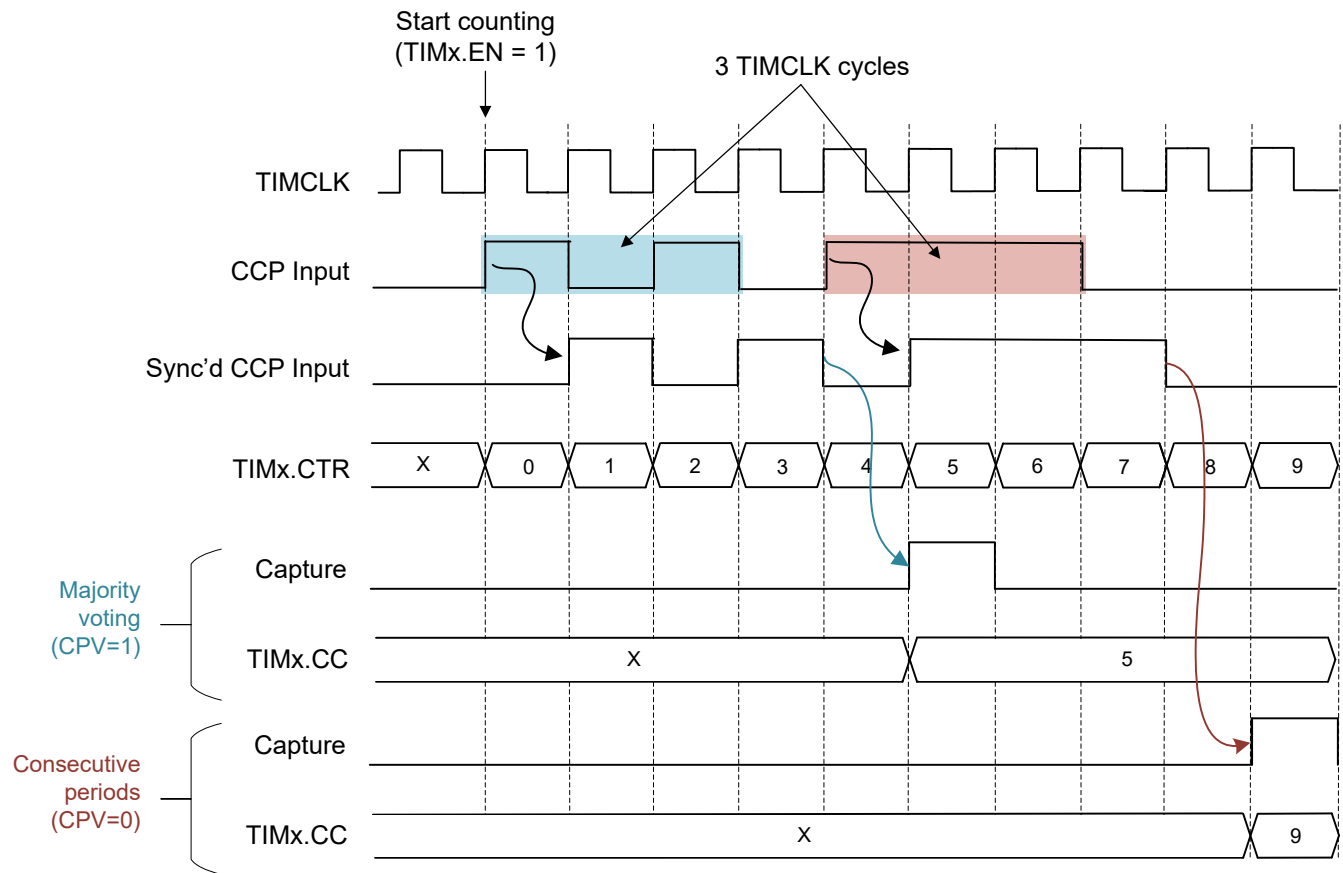 Start counting
(TIMx.EN = 1)
3 TIMCLK cycles
TIMCLK
CCP Input
Sync'd CCP Input
TIMx.CTR
X 0 1 2 3 4 5 6 7 8 9
Majority
voting
(CPV=1)
Capture
TIMx.CC
X 5
Consecutive
periods
(CPV=0)
Capture
TIMx.CC
X 9